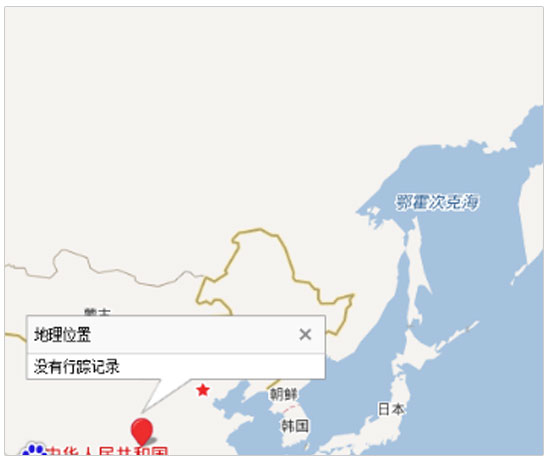 鄂霍次克海
蒙古
地理位置
没有行踪记录
朝鲜
日本
韩国
中华人民共和国